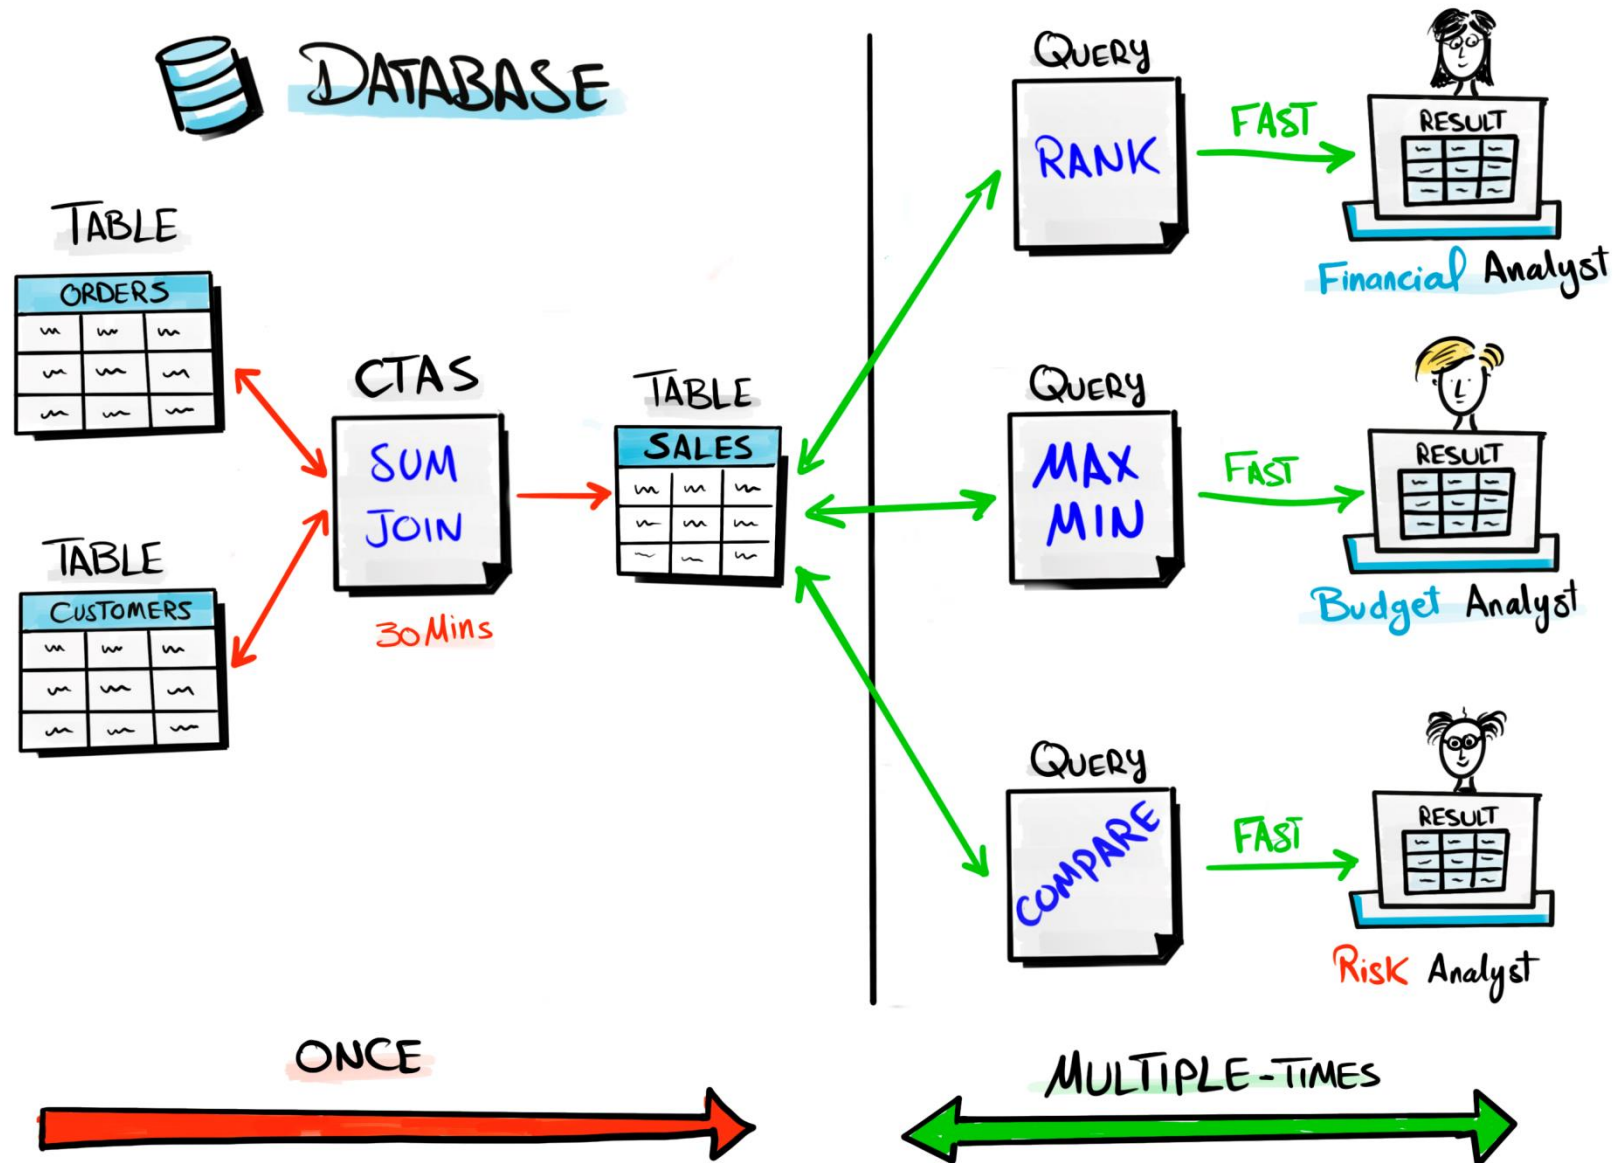 DATABASE
TABLE
ORDERS
TABLE
CUSTOMERS
CTAS
SUM
JOIN
30 Mins
TABLE
SALES
QUERY
RANK
FAST
RESULT
Financial Analyst
QUERY
MAX
MIN
FAST
RESULT
Budget Analyst
QUERY
COMPARE
FAST
RESULT
Risk Analyst
ONCE
MULTIPLE-TIMES